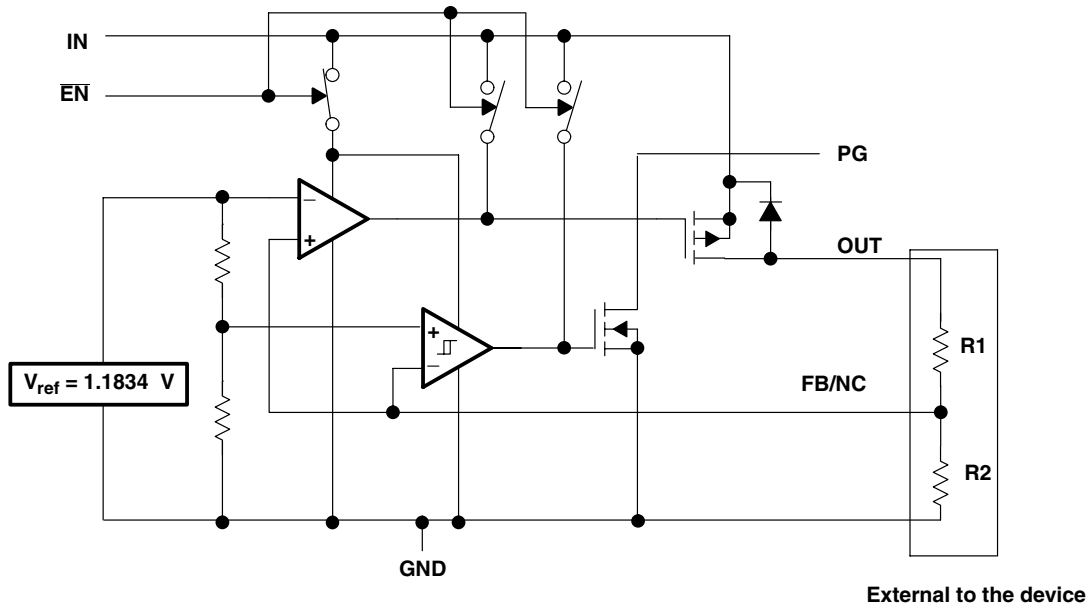 IN
EN
PG
−
+
OUT
+
−
R1
V_ref = 1.1834 V
FB/NC
R2
GND
External to the device